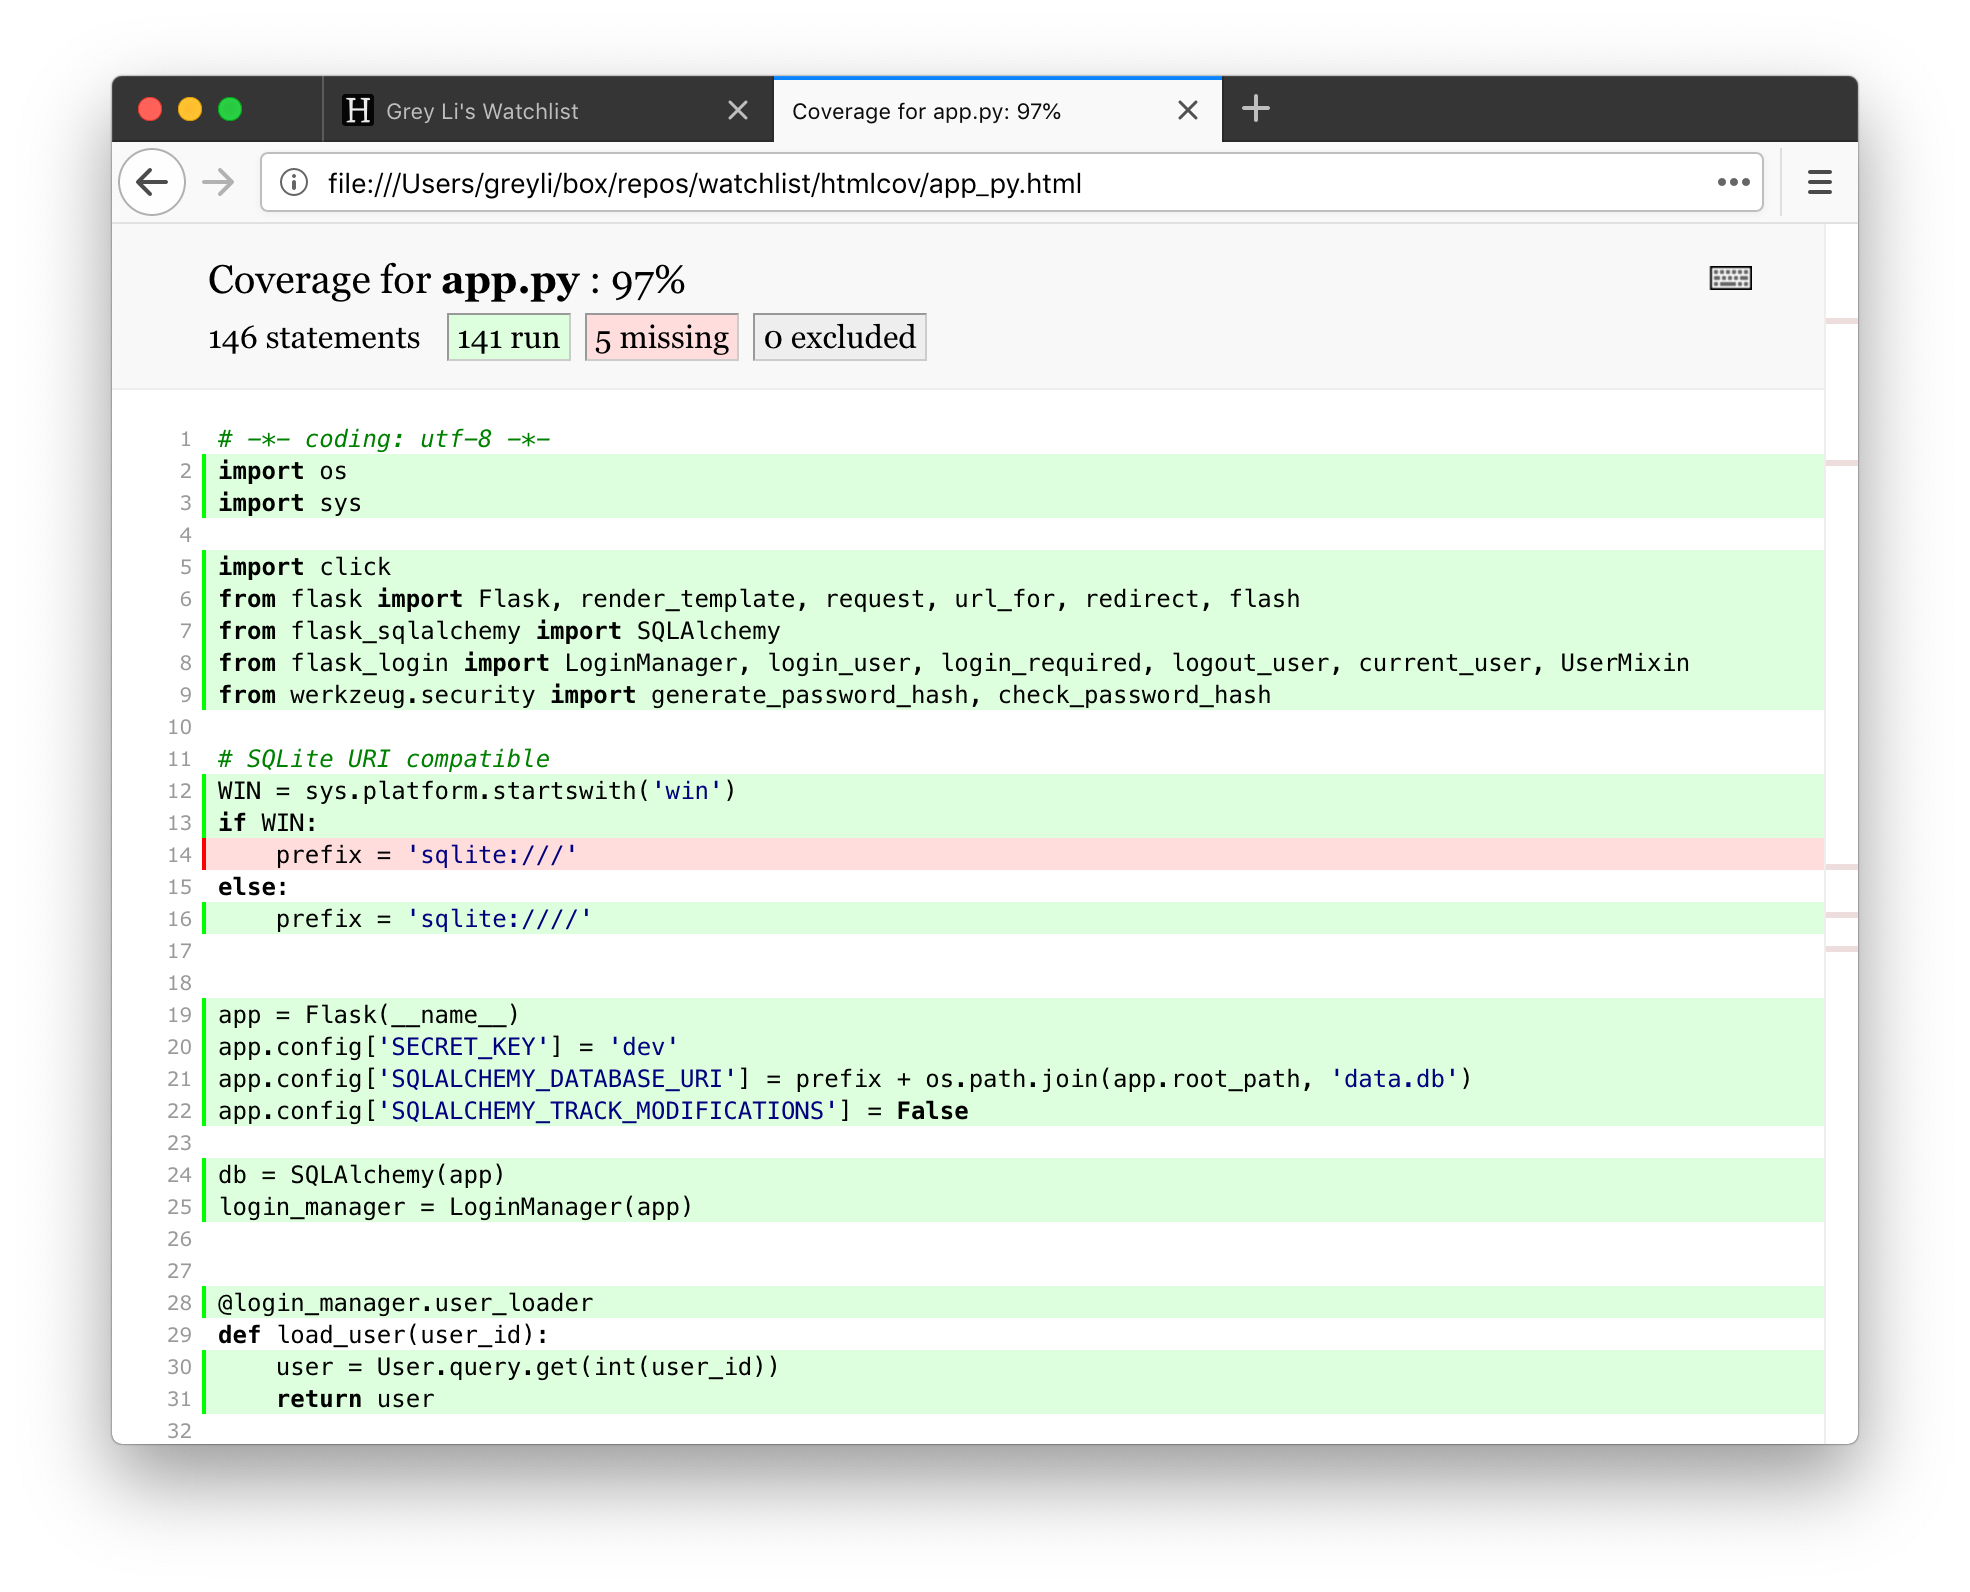 H Grey Li's Watchlist Coverage for app.py: 97%
file:///Users/greyli/box/repos/watchlist/htmlcov/app_py.html
Coverage for app.py : 97%
146 statements 141 run 5 missing 0 excluded
1 # -*- coding: utf-8 -*-
2 import os
3 import sys
4
5 import click
6 from flask import Flask, render_template, request, url_for, redirect, flash
7 from flask_sqlalchemy import SQLAlchemy
8 from flask_login import LoginManager, login_user, login_required, logout_user, current_user, UserMixin
9 from werkzeug.security import generate_password_hash, check_password_hash
10
11 # SQLite URI compatible
12 WIN = sys.platform.startswith('win')
13 if WIN:
14     prefix = 'sqlite:///'
15 else:
16     prefix = 'sqlite:////'
17
18
19 app = Flask(__name__)
20 app.config['SECRET_KEY'] = 'dev'
21 app.config['SQLALCHEMY_DATABASE_URI'] = prefix + os.path.join(app.root_path, 'data.db')
22 app.config['SQLALCHEMY_TRACK_MODIFICATIONS'] = False
23
24 db = SQLAlchemy(app)
25 login_manager = LoginManager(app)
26
27
28 @login_manager.user_loader
29 def load_user(user_id):
30     user = User.query.get(int(user_id))
31     return user
32